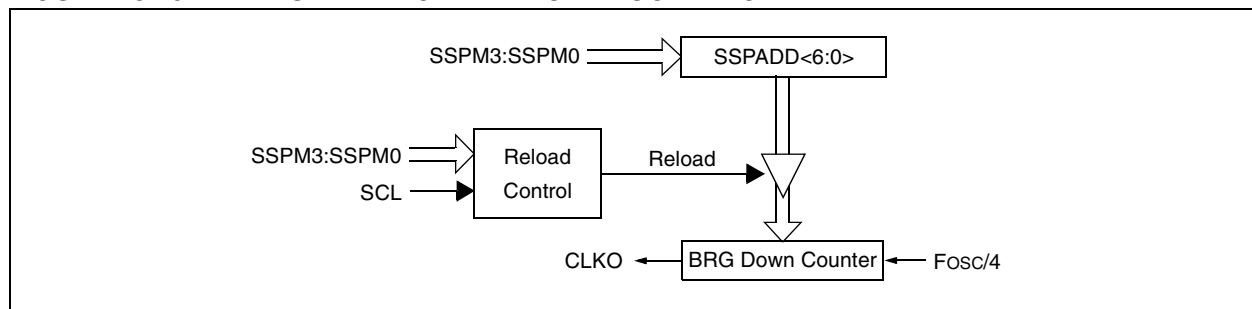 SSPM3:SSPM0
SSPADD<6:0>
SSPM3:SSPM0
SCL
Reload
Control
Reload
CLKO
BRG Down Counter
FOSC/4